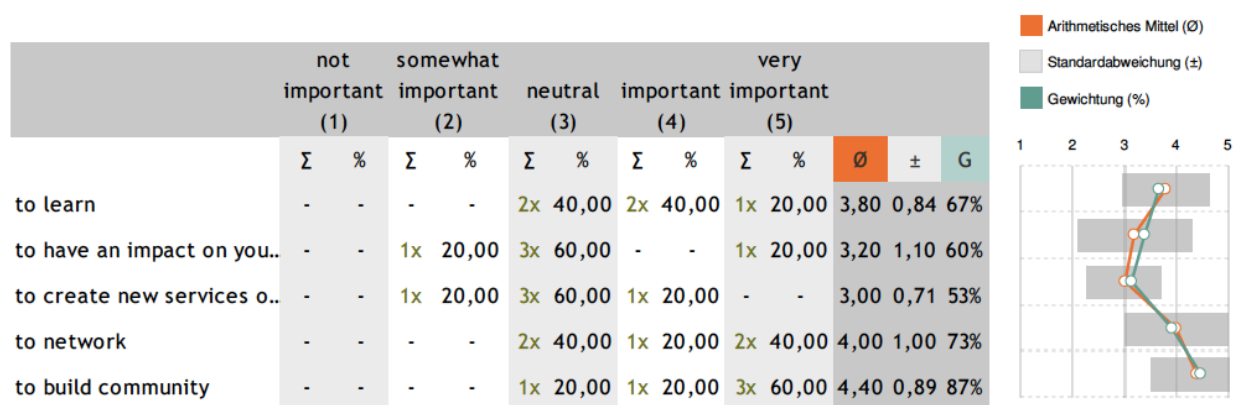 Arithmetisches Mittel (Ø)
Standardabweichung (±)
Gewichtung (%)
not somewhat very
important important neutral important important
(1) (2) (3) (4) (5)
Σ % Σ % Σ % Σ % Σ % Ø ± G
1 2 3 4 5
to learn - - - - 2x 40,00 2x 40,00 1x 20,00 3,80 0,84 67%
to have an impact on you.. - - 1x 20,00 3x 60,00 - - 1x 20,00 3,20 1,10 60%
to create new services o.. - - 1x 20,00 3x 60,00 1x 20,00 - - 3,00 0,71 53%
to network - - - - 2x 40,00 1x 20,00 2x 40,00 4,00 1,00 73%
to build community - - - - 1x 20,00 1x 20,00 3x 60,00 4,40 0,89 87%